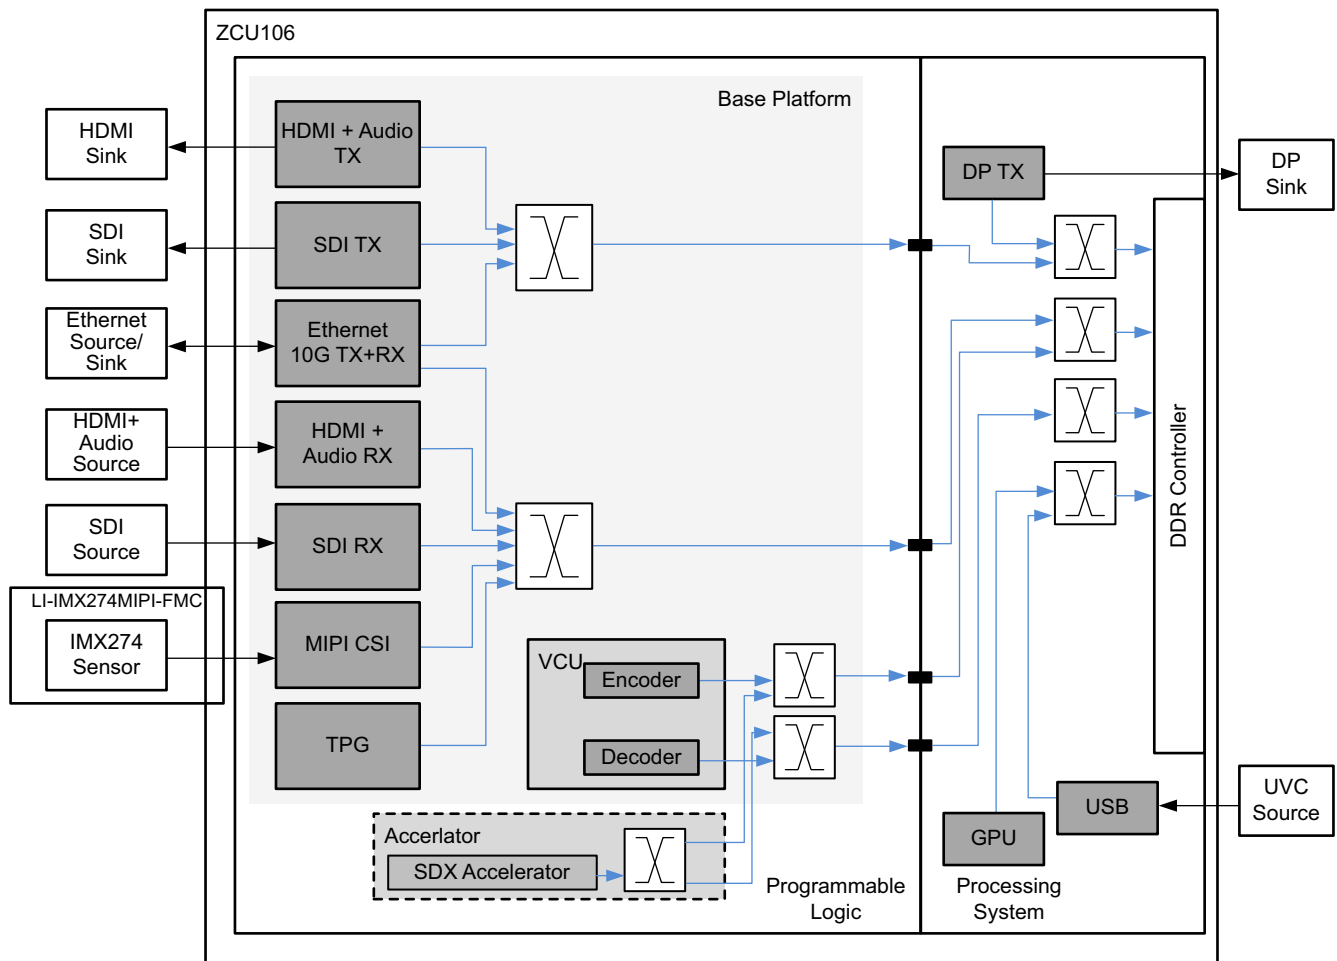 ZCU106
Base Platform
HDMI
Sink
HDMI + Audio
TX
SDI
Sink
SDI TX
Ethernet
Source/
Sink
Ethernet
10G TX+RX
HDMI+
Audio
Source
HDMI +
Audio RX
SDI
Source
SDI RX
LI-IMX274MIPI-FMC
IMX274
Sensor
MIPI CSI
TPG
VCU
Encoder
Decoder
Accerlator
SDX Accelerator
Programmable
Logic
DP TX
DP
Sink
DDR Controller
USB
UVC
Source
GPU
Processing
System